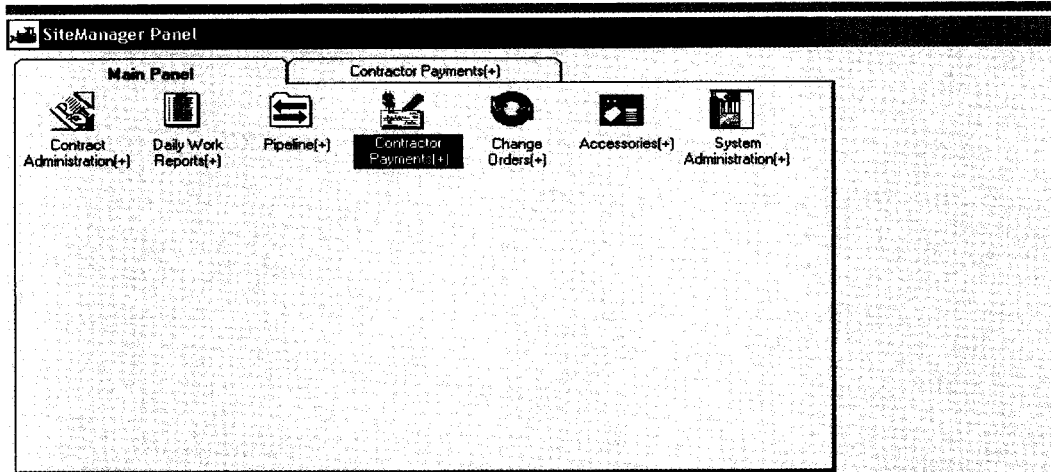 SiteManager Panel
Main Panel
Contractor Payments(+)
Contract
Administration(+)
Daily Work
Reports(+)
Pipeline(+)
Contractor
Payments(+)
Change
Orders(+)
Accessories(+)
System
Administration(+)